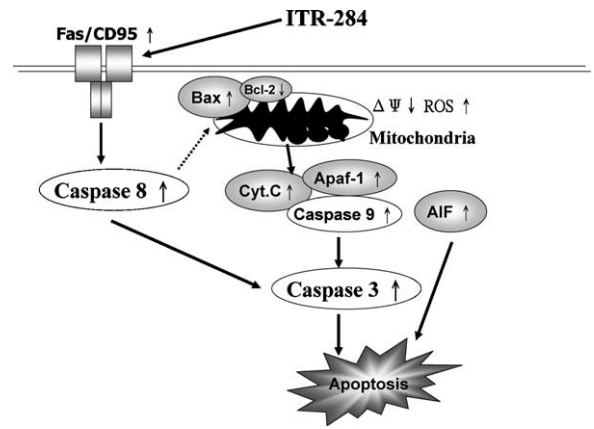 ITR-284
Fas/CD95 ↑
Bax ↑
Bcl-2 ↓
Δ Ψ ↓ ROS ↑
Mitochondria
Caspase 8 ↑
Cyt.C ↑
Apaf-1 ↑
Caspase 9 ↑
AIF ↑
Caspase 3 ↑
Apoptosis